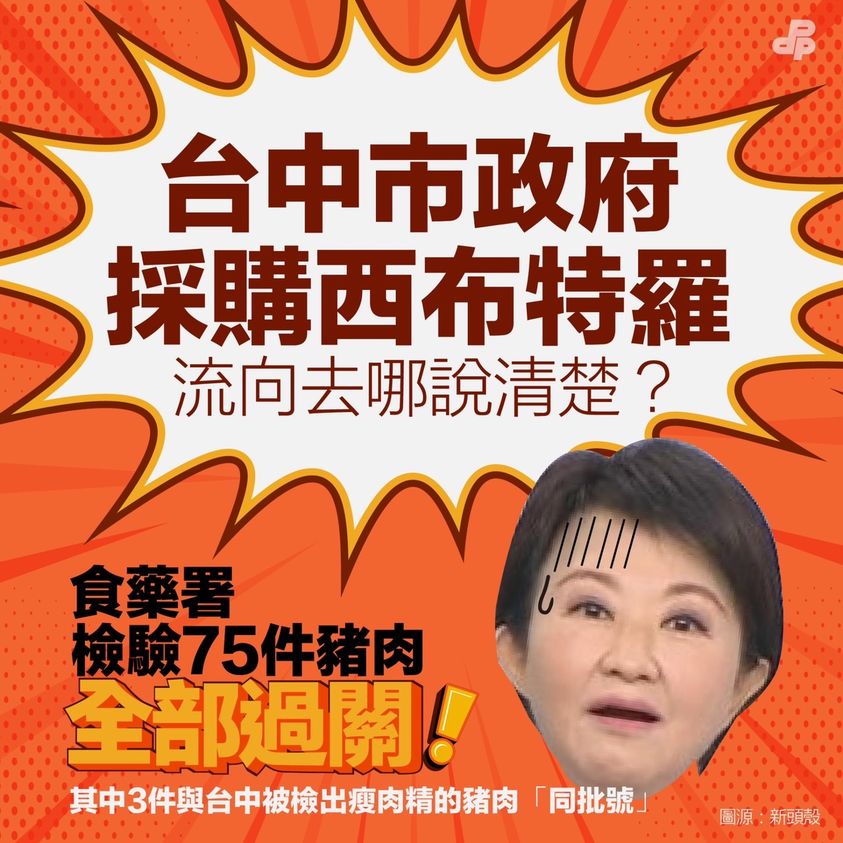 DPP
台中市政府
採購西布特羅
流向去哪說清楚？
食藥署
檢驗75件豬肉
全部過關！
其中3件與台中被檢出瘦肉精的豬肉「同批號」
圖源：新頭殼